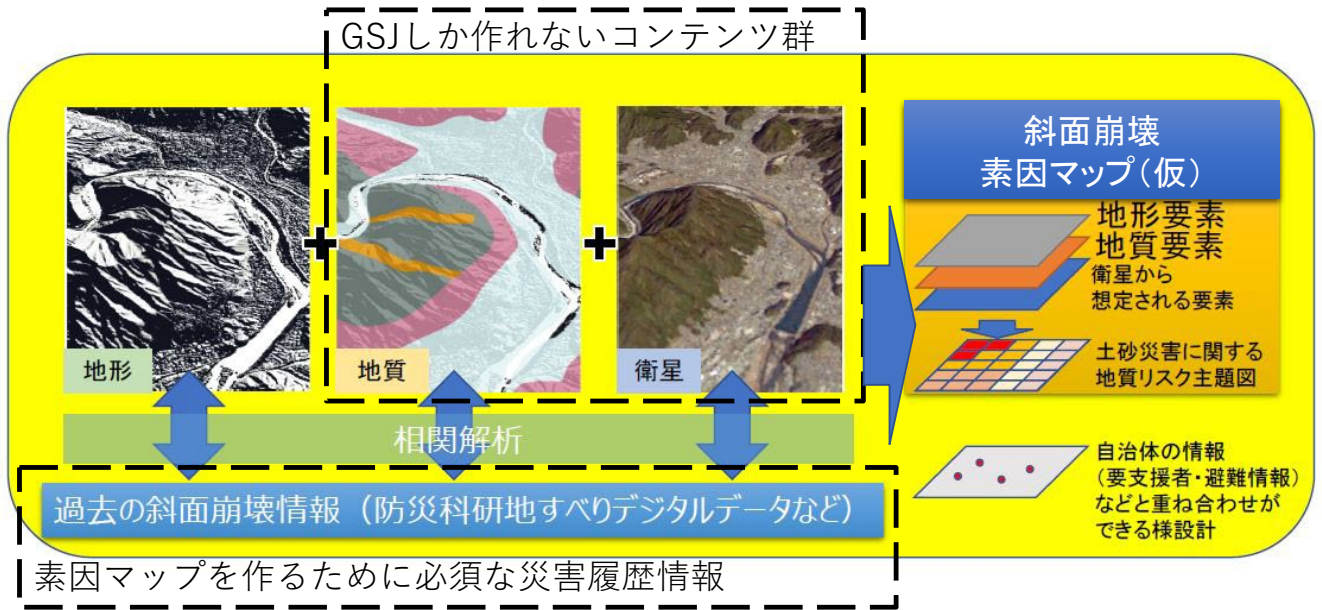 GSJしか作れないコンテンツ群
地形
地質
衛星
相関解析
過去の斜面崩壊情報（防災科研地すべりデジタルデータなど）
素因マップを作るために必須な災害履歴情報
斜面崩壊
素因マップ（仮）
地形要素
地質要素
衛星から
想定される要素
土砂災害に関する
地質リスク主題図
自治体の情報
（要支援者・避難情報）
などと重ね合わせが
できる様設計